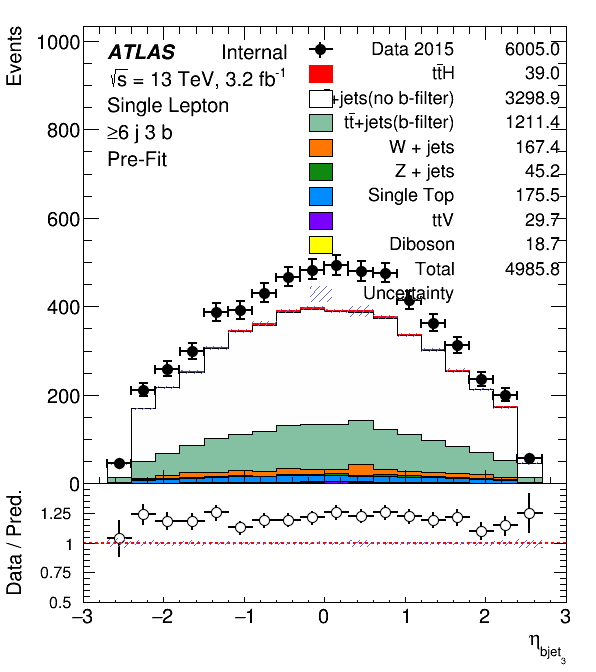 Events
1000
800
600
400
200
0
ATLAS Internal
√s = 13 TeV, 3.2 fb⁻¹
Single Lepton
≥6 j 3 b
Pre-Fit
Data 2015 6005.0
tt̄H 39.0
+jets(no b-filter) 3298.9
tt̄+jets(b-filter) 1211.4
W + jets 167.4
Z + jets 45.2
Single Top 175.5
ttV 29.7
Diboson 18.7
Total 4985.8
Uncertainty
Data / Pred.
1.25
1
0.75
0.5
−3 −2 −1 0 1 2 3
η_bjet_3